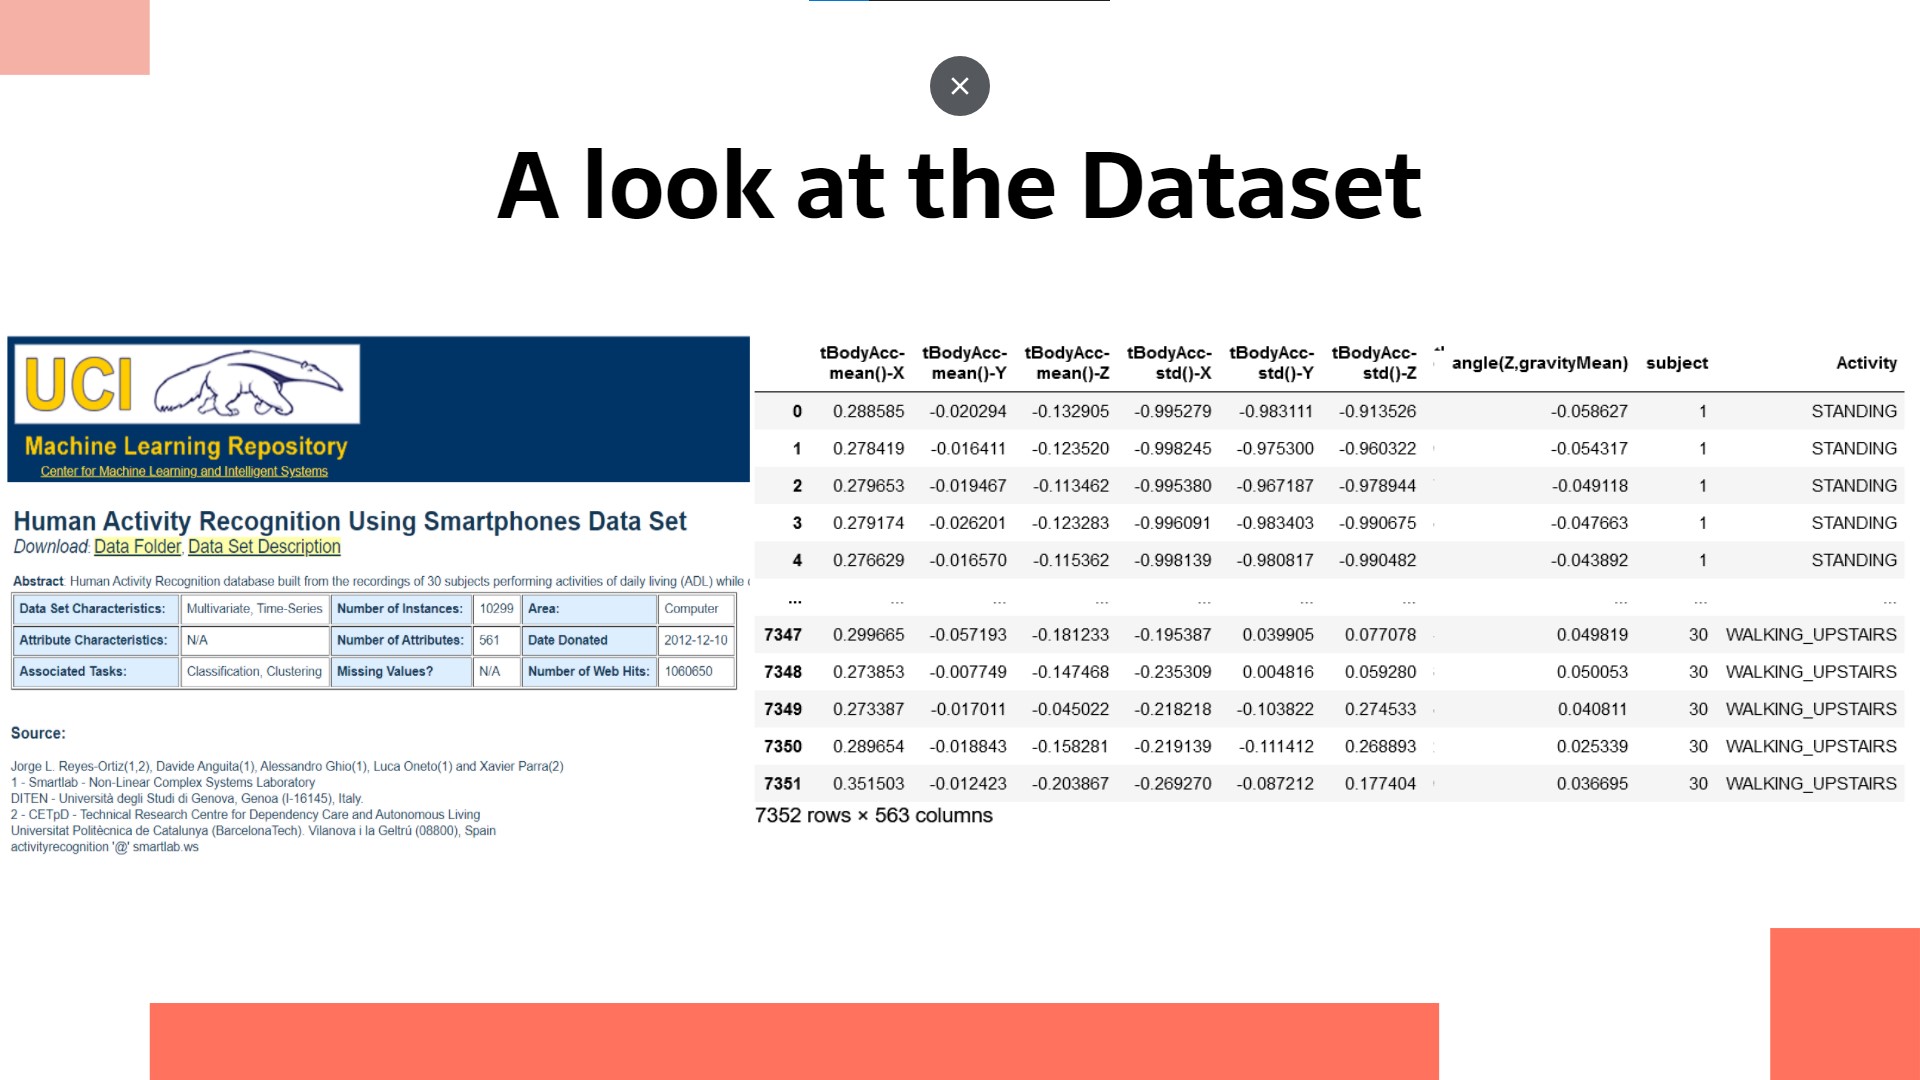 A look at the Dataset
UCI
Machine Learning Repository
Center for Machine Learning and Intelligent Systems
Human Activity Recognition Using Smartphones Data Set
Download: Data Folder, Data Set Description
Abstract: Human Activity Recognition database built from the recordings of 30 subjects performing activities of daily living (ADL) while
Data Set Characteristics: Multivariate, Time-Series Number of Instances: 10299 Area: Computer
Attribute Characteristics: N/A Number of Attributes: 561 Date Donated 2012-12-10
Associated Tasks: Classification, Clustering Missing Values? N/A Number of Web Hits: 1060650
Source:
Jorge L. Reyes-Ortiz(1,2), Davide Anguita(1), Alessandro Ghio(1), Luca Oneto(1) and Xavier Parra(2)
1 - Smartlab - Non-Linear Complex Systems Laboratory
DITEN - Università degli Studi di Genova, Genoa (I-16145), Italy.
2 - CETpD - Technical Research Centre for Dependency Care and Autonomous Living
Universitat Politècnica de Catalunya (BarcelonaTech). Vilanova i la Geltrú (08800), Spain
activityrecognition '@' smartlab.ws
tBodyAcc- tBodyAcc- tBodyAcc- tBodyAcc- tBodyAcc- tBodyAcc-
mean()-X mean()-Y mean()-Z std()-X std()-Y std()-Z angle(Z,gravityMean) subject Activity
0 0.288585 -0.020294 -0.132905 -0.995279 -0.983111 -0.913526 -0.058627 1 STANDING
1 0.278419 -0.016411 -0.123520 -0.998245 -0.975300 -0.960322 -0.054317 1 STANDING
2 0.279653 -0.019467 -0.113462 -0.995380 -0.967187 -0.978944 -0.049118 1 STANDING
3 0.279174 -0.026201 -0.123283 -0.996091 -0.983403 -0.990675 -0.047663 1 STANDING
4 0.276629 -0.016570 -0.115362 -0.998139 -0.980817 -0.990482 -0.043892 1 STANDING
... ... ... ... ... ... ... ... ... ...
7347 0.299665 -0.057193 -0.181233 -0.195387 0.039905 0.077078 0.049819 30 WALKING_UPSTAIRS
7348 0.273853 -0.007749 -0.147468 -0.235309 0.004816 0.059280 0.050053 30 WALKING_UPSTAIRS
7349 0.273387 -0.017011 -0.045022 -0.218218 -0.103822 0.274533 0.040811 30 WALKING_UPSTAIRS
7350 0.289654 -0.018843 -0.158281 -0.219139 -0.111412 0.268893 0.025339 30 WALKING_UPSTAIRS
7351 0.351503 -0.012423 -0.203867 -0.269270 -0.087212 0.177404 0.036695 30 WALKING_UPSTAIRS
7352 rows × 563 columns